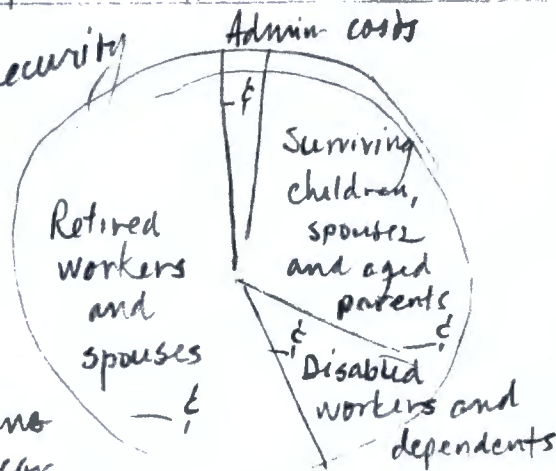 ecurity
Admin costs
_ ¢
Surviving
children,
spouses
and aged
parents
_ ¢
Retired
workers
and
spouses
_ ¢
_ ¢
Disabled
workers and
dependents